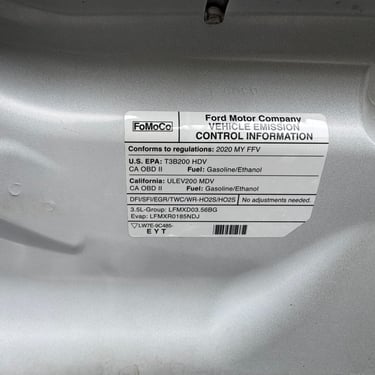 FoMoCo
Ford Motor Company
VEHICLE EMISSION
CONTROL INFORMATION
Conforms to regulations: 2020 MY FFV
U.S. EPA: T3B200 HDV
CA OBD II Fuel: Gasoline/Ethanol
California: ULEV200 MDV
CA OBD II Fuel: Gasoline/Ethanol
DFI/SFI/EGR/TWC/WR-HO2S/HO2S No adjustments needed.
3.5L-Group: LFMXD03.56BG
Evap: LFMXR0185NDJ
LW7E-9C485-
EYT